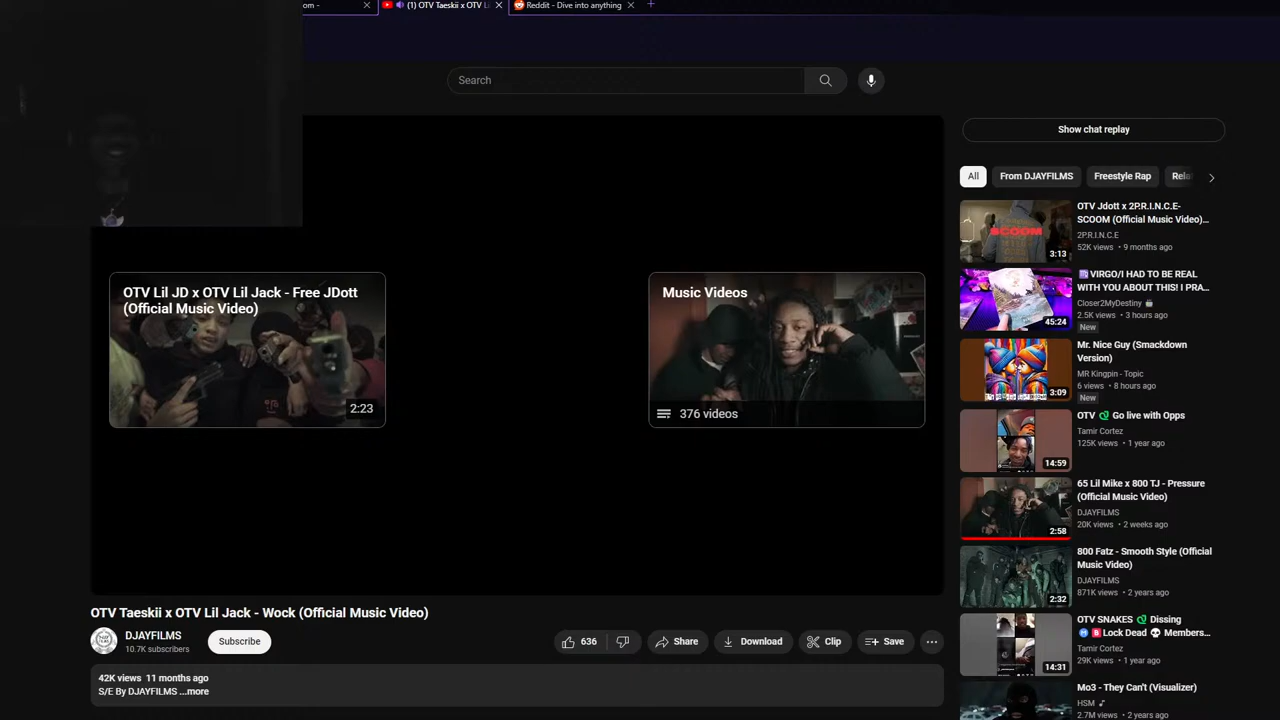 om -
(1) OTV Taeskii x OTV Li
Reddit - Dive into anything
Search
Show chat replay
All
From DJAYFILMS
Freestyle Rap
Rela
OTV Lil JD x OTV Lil Jack - Free JDott
(Official Music Video)
2:23
Music Videos
376 videos
SCOOM
3:13
OTV Jdott x 2P.R.I.N.C.E-
SCOOM (Official Music Video)...
2P.R.I.N.C.E
52K views • 9 months ago
45:24
♍VIRGO/I HAD TO BE REAL
WITH YOU ABOUT THIS! I PRA...
Closer2MyDestiny
2.5K views • 3 hours ago
New
3:09
Mr. Nice Guy (Smackdown
Version)
MR Kingpin - Topic
6 views • 8 hours ago
New
14:59
OTV Go live with Opps
Tamir Cortez
125K views • 1 year ago
2:58
65 Lil Mike x 800 TJ - Pressure
(Official Music Video)
DJAYFILMS
20K views • 2 weeks ago
2:32
800 Fatz - Smooth Style (Official
Music Video)
DJAYFILMS
871K views • 2 years ago
14:31
OTV SNAKES Dissing
Ⓜ️🅱️Lock Dead 💀 Members...
Tamir Cortez
29K views • 1 year ago
Mo3 - They Can't (Visualizer)
HSM ♪
2.7M views • 2 years ago
OTV Taeskii x OTV Lil Jack - Wock (Official Music Video)
DJAYFILMS
10.7K subscribers
Subscribe
636
Share
Download
Clip
Save
42K views 11 months ago
S/E By DJAYFILMS ...more